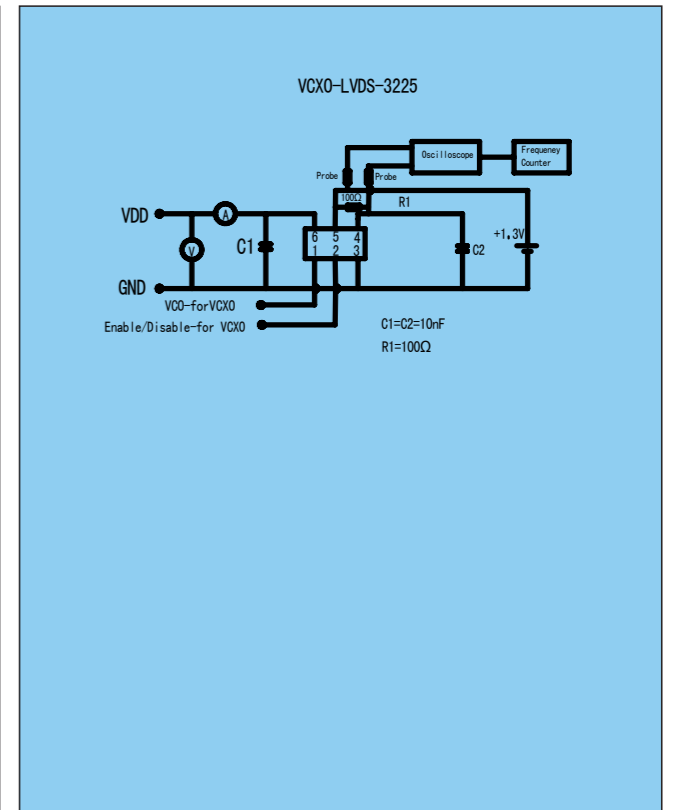 VCXO-LVDS-3225
Oscilloscope
Frequeney
Counter
Probe
Probe
100Ω
R1
VDD
A
+1.3V
V
C1
6 5 4
1 2 3
C2
GND
VCO-forVCXO
Enable/Disable-for VCXO
C1=C2=10nF
R1=100Ω